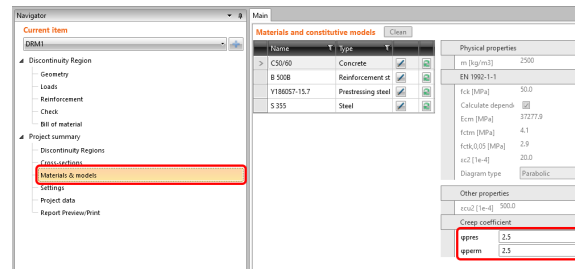 Navigator
Current item
DRM1
Discontinuity Region
Geometry
Loads
Reinforcement
Check
Bill of material
Project summary
Discontinuity Regions
Cross-sections
Materials & models
Settings
Project data
Report Preview/Print
Main
Materials and constitutive models Clean
Name Type
> C50/60 Concrete
B 500B Reinforcement st
Y1860S7-15.7 Prestressing steel
S 355 Steel
Physical properties
m [kg/m3] 2500
EN 1992-1-1
fck [MPa] 50.0
Calculate depende
Ecm [MPa] 37277.9
fctm [MPa] 4.1
fctk,0,05 [MPa] 2.9
εc2 [1e-4] 20.0
Diagram type Parabolic
Other properties
εcu2 [1e-4] 500.0
Creep coefficient
φpres 2.5
φperm 2.5